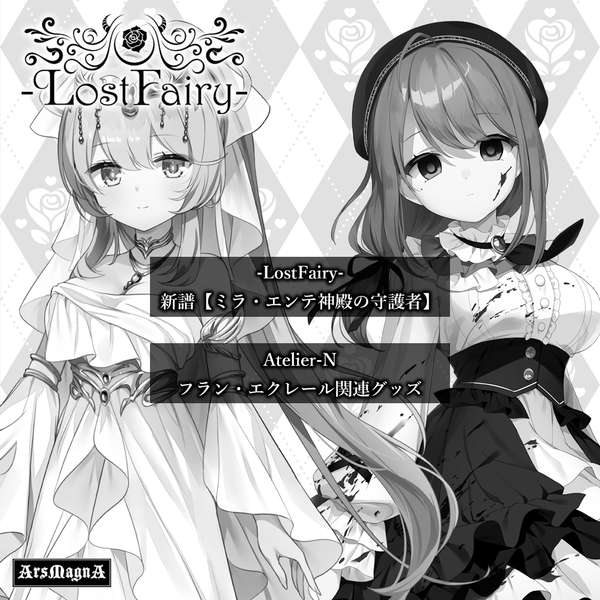 -LostFairy-
-LostFairy-
新譜【ミラ・エンテ神殿の守護者】
Atelier-N
フラン・エクレール関連グッズ
ArsMagnA